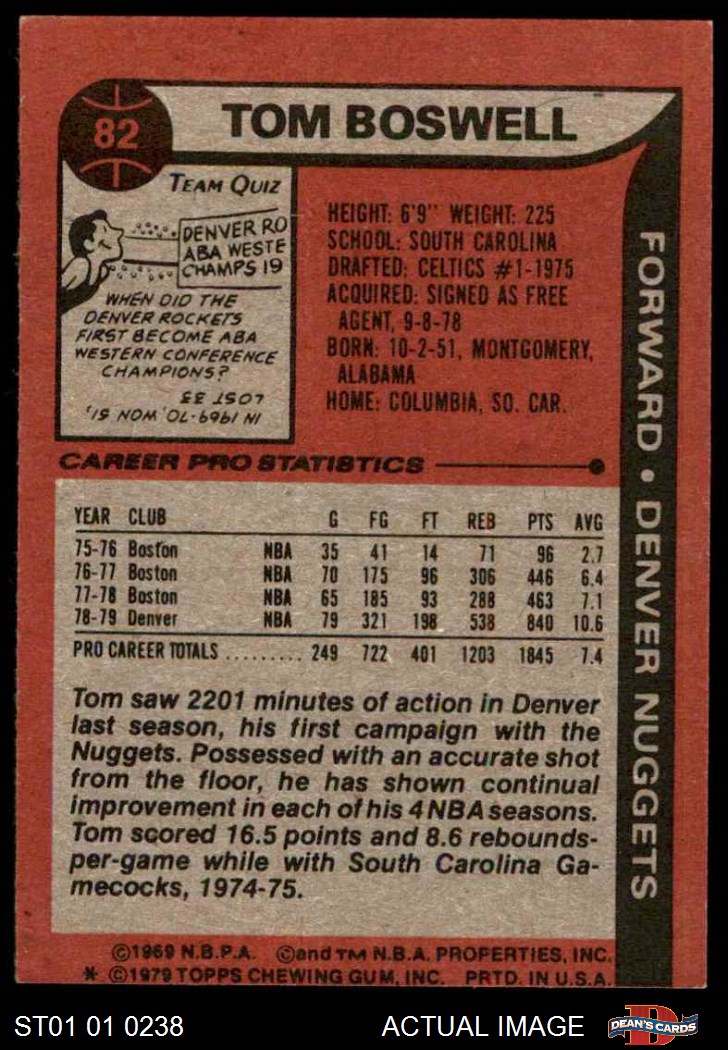 82
TOM BOSWELL
TEAM QUIZ
DENVER RO
ABA WESTE
CHAMPS 19
WHEN DID THE
DENVER ROCKETS
FIRST BECOME ABA
WESTERN CONFERENCE
CHAMPIONS?
IN 1969-70, WON 51,
LOST 33
HEIGHT: 6'9" WEIGHT: 225
SCHOOL: SOUTH CAROLINA
DRAFTED: CELTICS #1-1975
ACQUIRED: SIGNED AS FREE
AGENT, 9-8-78
BORN: 10-2-51, MONTGOMERY,
ALABAMA
HOME: COLUMBIA, SO. CAR.
FORWARD • DENVER NUGGETS
CAREER PRO STATISTICS
YEAR CLUB G FG FT REB PTS AVG
75-76 Boston NBA 35 41 14 71 96 2.7
76-77 Boston NBA 70 175 96 306 446 6.4
77-78 Boston NBA 65 185 93 288 463 7.1
78-79 Denver NBA 79 321 198 538 840 10.6
PRO CAREER TOTALS ......... 249 722 401 1203 1845 7.4
Tom saw 2201 minutes of action in Denver
last season, his first campaign with the
Nuggets. Possessed with an accurate shot
from the floor, he has shown continual
improvement in each of his 4 NBA seasons.
Tom scored 16.5 points and 8.6 rebounds-
per-game while with South Carolina Ga-
mecocks, 1974-75.
©1969 N.B.P.A. ©and TM N.B.A. PROPERTIES, INC.
* ©1979 TOPPS CHEWING GUM, INC. PRTD. IN U.S.A.
ST01 01 0238 ACTUAL IMAGE
D
DEAN'S CARDS